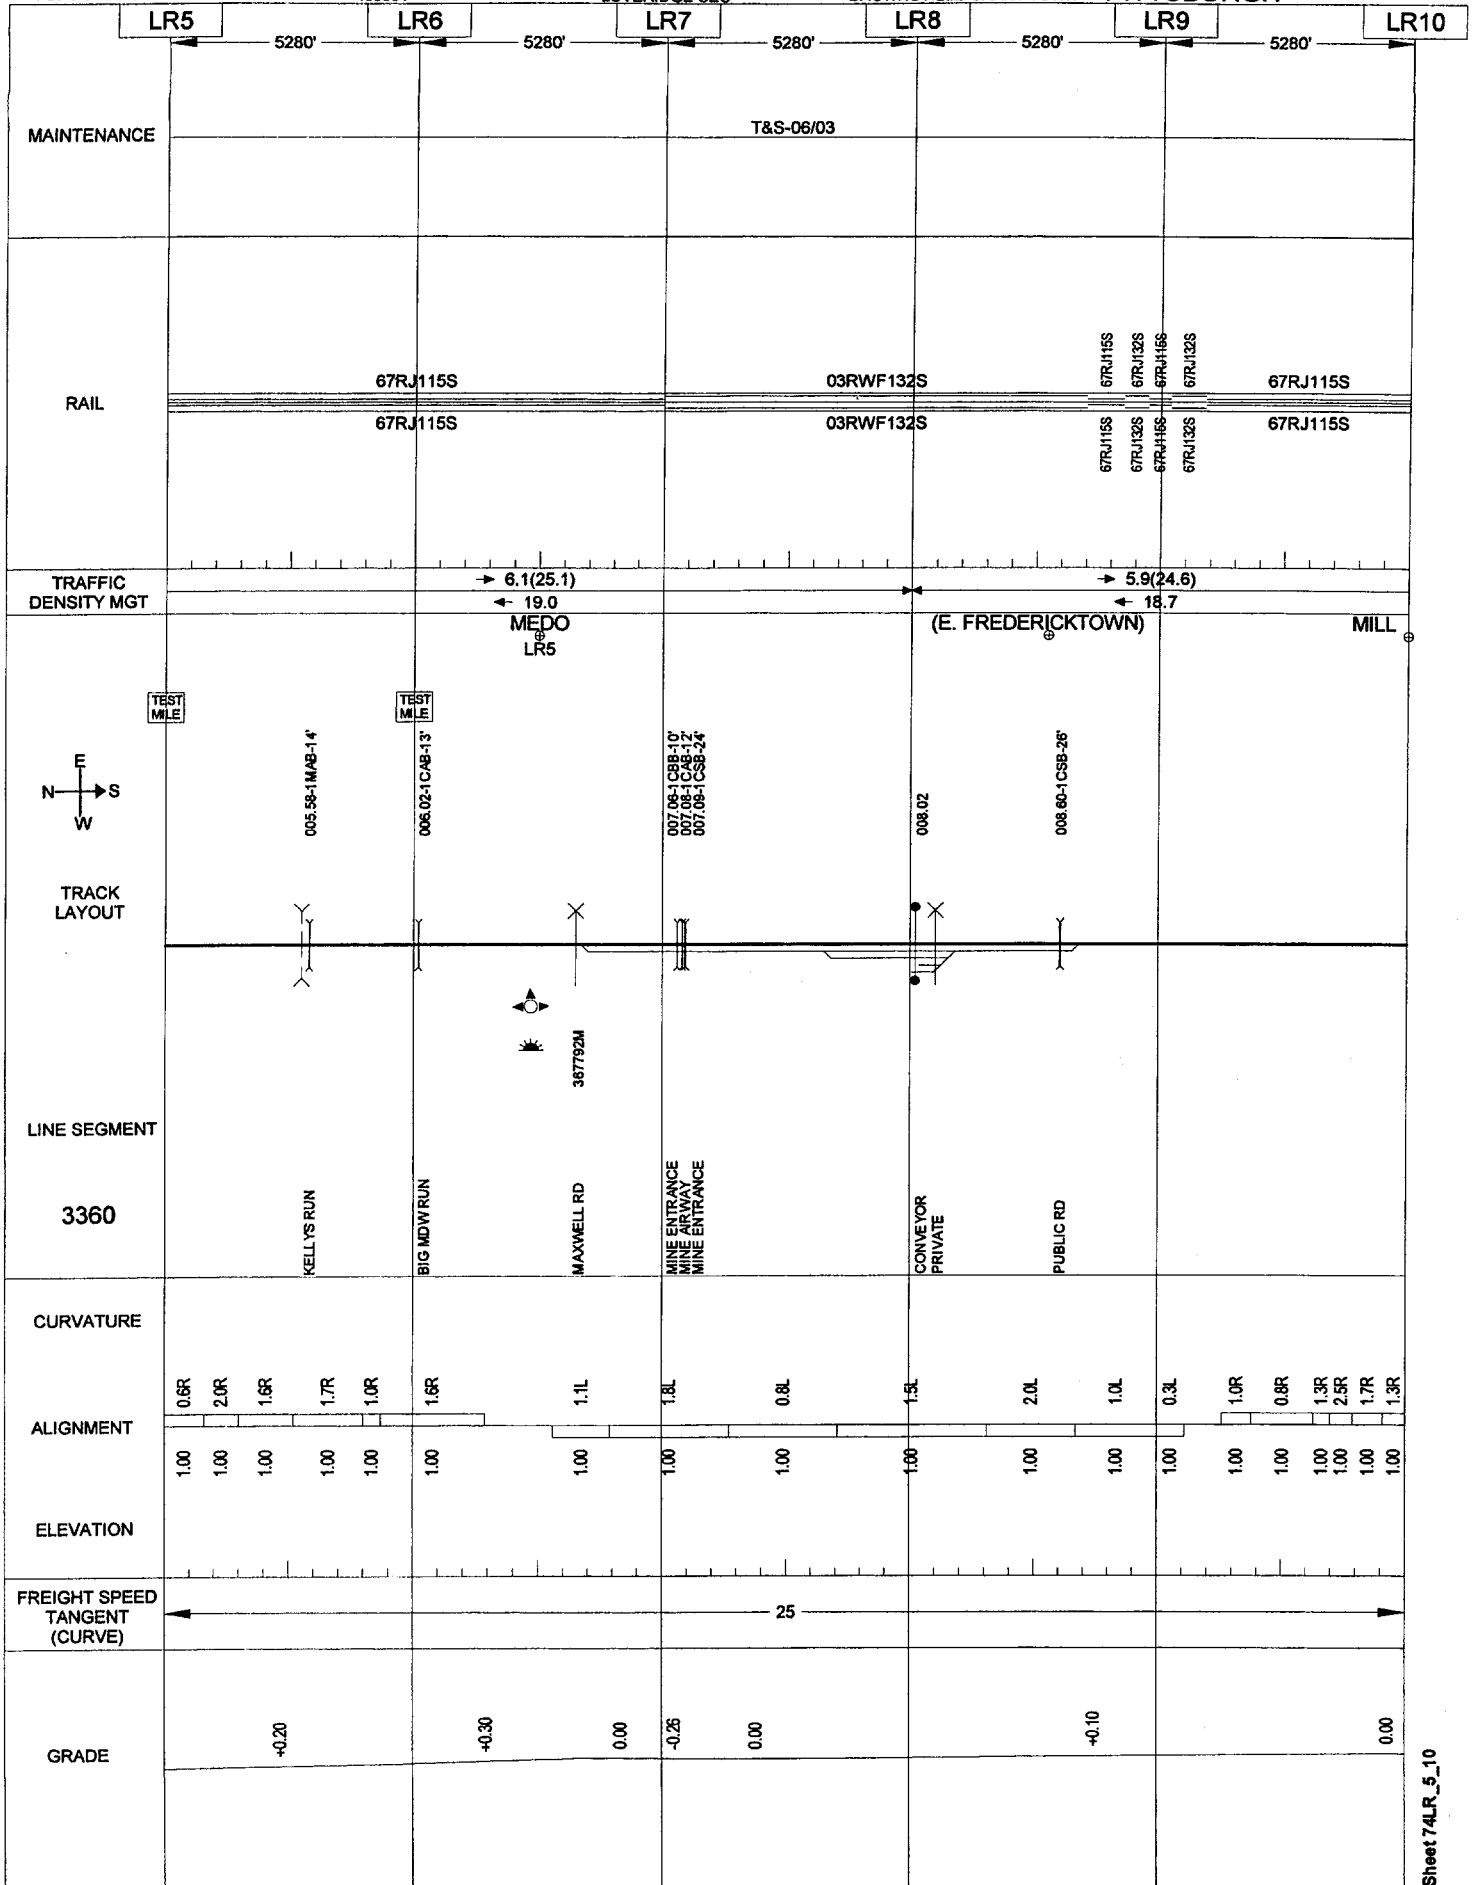 LR5 LR6 LR7 LR8 LR9 LR10
5280' 5280' 5280' 5280' 5280'
MAINTENANCE
T&S-06/03
RAIL
67RJ115S 03RWF132S 67RJ115S 67RJ132S 67RJ115S 67RJ132S 67RJ115S
67RJ115S 03RWF132S 67RJ115S 67RJ132S 67RJ115S 67RJ132S 67RJ115S
TRAFFIC
DENSITY MGT
6.1(25.1) 5.9(24.6)
19.0 18.7
MEDO (E. FREDERICKTOWN) MILL
LR5
TEST
MILE
TEST
MILE
E
N S
W
005.58-1MAB-14'
006.02-1CAB-13'
007.06-1CBB-10'
007.08-1CAB-12'
007.09-1CSB-24'
008.02
008.60-1CSB-26'
TRACK
LAYOUT
367792M
LINE SEGMENT
3360
KELLYS RUN
BIG MDW RUN
MAXWELL RD
MINE ENTRANCE
MINE AIRWAY
MINE ENTRANCE
CONVEYOR
PRIVATE
PUBLIC RD
CURVATURE
0.6R 2.0R 1.6R 1.7R 1.0R 1.6R 1.1L 1.8L 0.8L 1.5L 2.0L 1.0L 0.3L 1.0R 0.8R 1.3R 2.5R 1.7R 1.3R
ALIGNMENT
1.00 1.00 1.00 1.00 1.00 1.00 1.00 1.00 1.00 1.00 1.00 1.00 1.00 1.00 1.00 1.00 1.00 1.00 1.00
ELEVATION
FREIGHT SPEED
TANGENT
(CURVE)
25
GRADE
+0.20 +0.30 0.00 -0.26 0.00 +0.10 0.00
Sheet 74LR_5_10